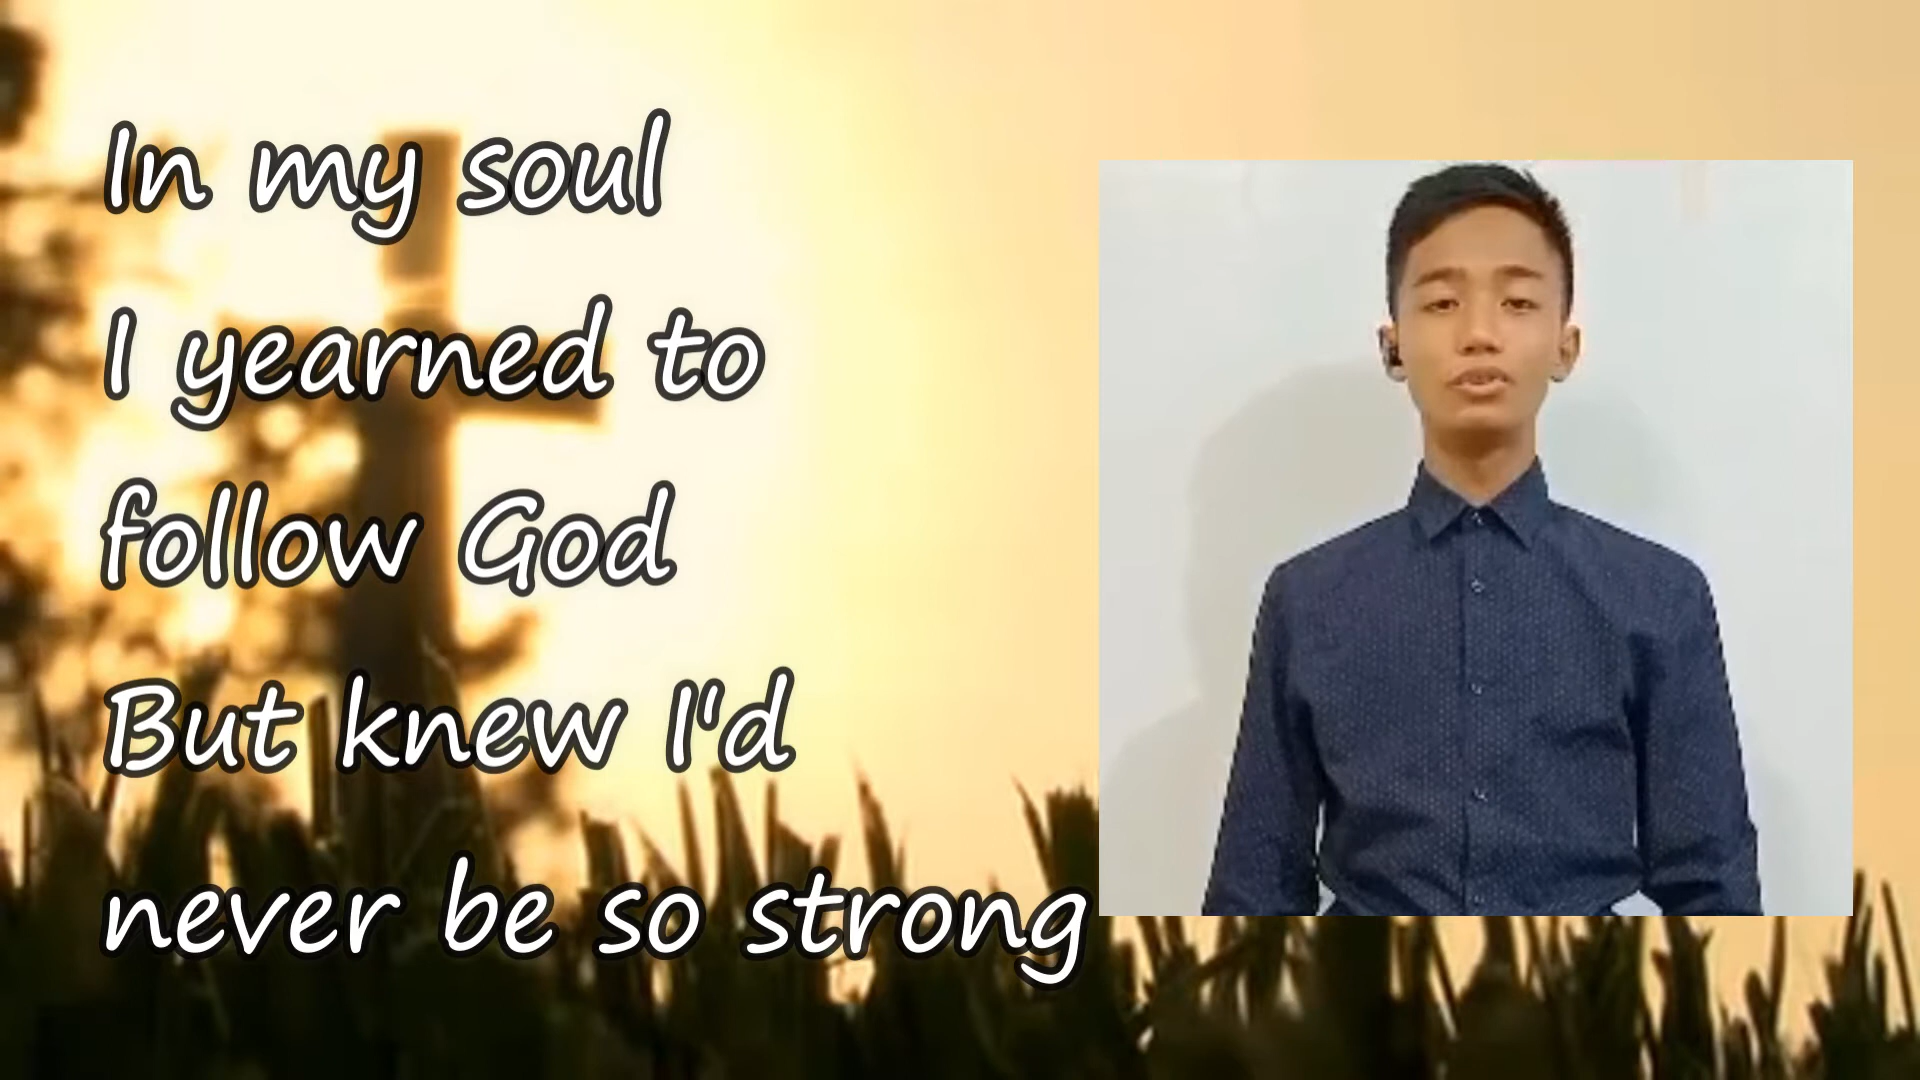 In my soul
I yearned to
follow God
But knew I'd
never be so strong